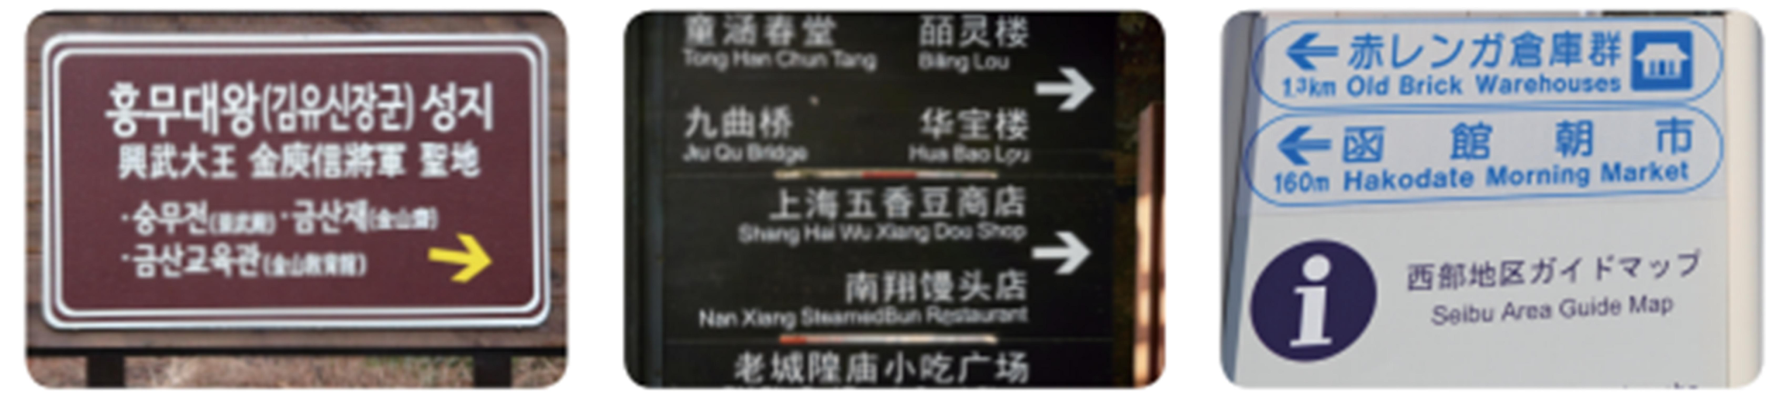 흥무대왕(김유신장군) 성지
興武大王 金庾信將軍 聖地
·숭무전(崇武殿) ·금산재(金山齋)
·금산교육관(金山敎育館)
童涵春堂 皕灵楼
Tong Han Chun Tang Biling Lou
九曲桥 华宝楼
Jiu Qu Bridge Hua Bao Lou
上海五香豆商店
Shang Hai Wu Xiang Dou Shop
南翔馒头店
Nan Xiang SteamedBun Restaurant
老城隍庙小吃广场
赤レンガ倉庫群
1.3km Old Brick Warehouses
函館朝市
160m Hakodate Morning Market
i
西部地区ガイドマップ
Seibu Area Guide Map